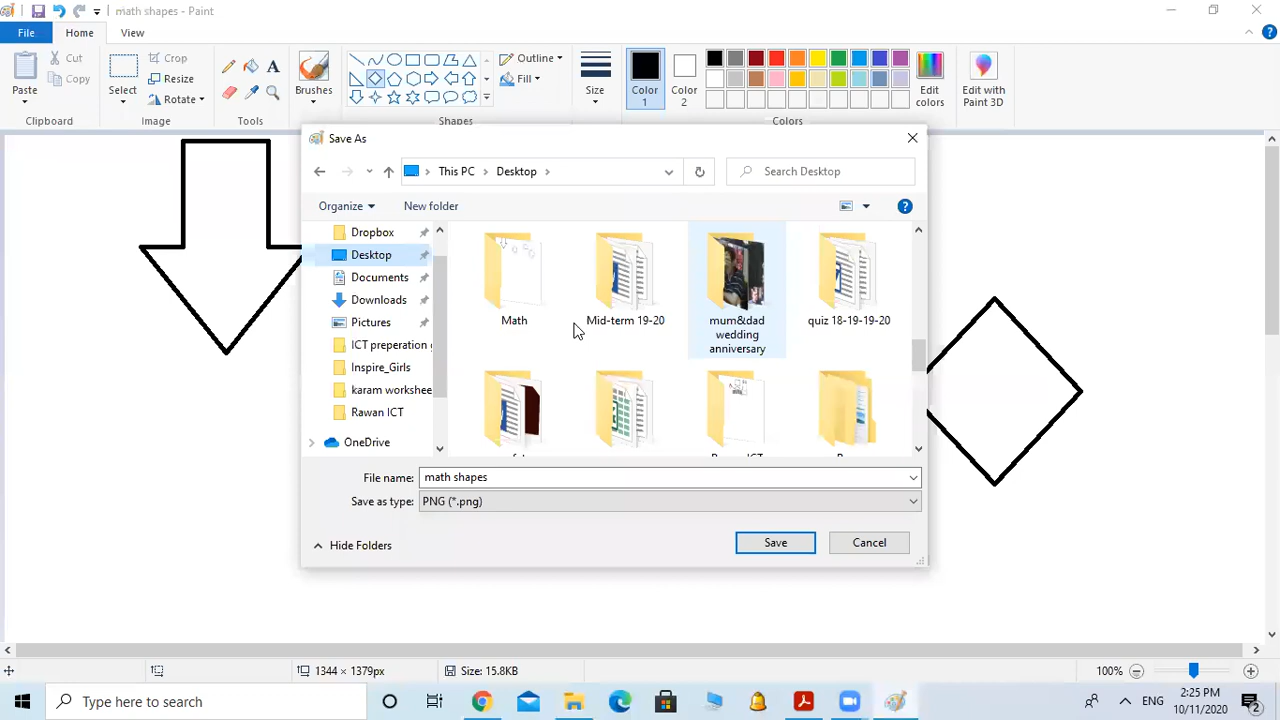 math shapes - Paint
File
Home
View
Paste
Cut
Copy
Clipboard
Select
Crop
Resize
Rotate
Image
A
Tools
Brushes
Outline
Fill
Shapes
Size
Color 1
Color 2
Edit colors
Edit with Paint 3D
Colors
Save As
This PC
Desktop
Search Desktop
Organize
New folder
Dropbox
Desktop
Documents
Downloads
Pictures
ICT preperation
Inspire_Girls
karam workshee
Rawan ICT
OneDrive
Math
Mid-term 19-20
mum&dad
wedding
anniversary
quiz 18-19-19-20
File name:
math shapes
Save as type:
PNG (*.png)
Hide Folders
Save
Cancel
1344 × 1379px
Size: 15.8KB
100%
Type here to search
ENG
2:25 PM
10/11/2020
2